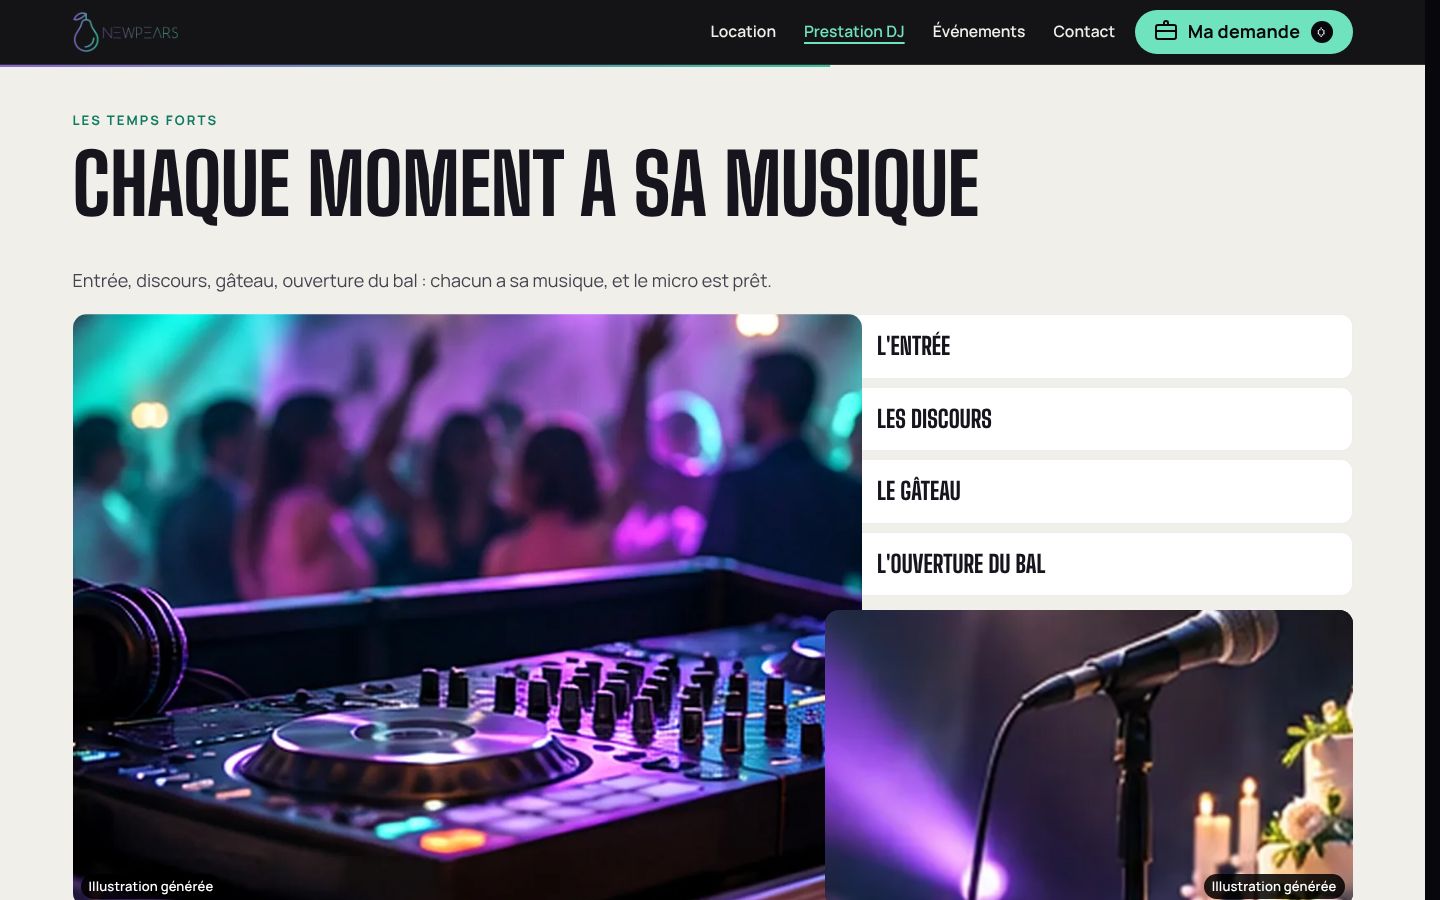 NEWPEARS
Location
Prestation DJ
Événements
Contact
Ma demande
LES TEMPS FORTS
CHAQUE MOMENT A SA MUSIQUE
Entrée, discours, gâteau, ouverture du bal : chacun a sa musique, et le micro est prêt.
L'ENTRÉE
LES DISCOURS
LE GÂTEAU
L'OUVERTURE DU BAL
Illustration générée
Illustration générée